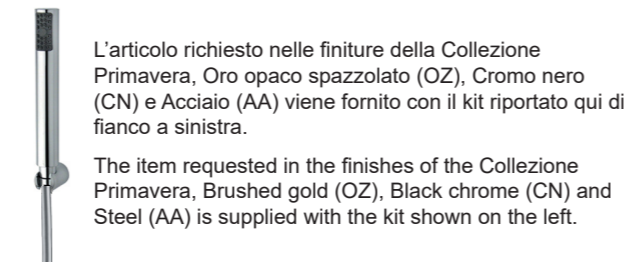 L’articolo richiesto nelle finiture della Collezione
Primavera, Oro opaco spazzolato (OZ), Cromo nero
(CN) e Acciaio (AA) viene fornito con il kit riportato qui di
fianco a sinistra.
The item requested in the finishes of the Collezione
Primavera, Brushed gold (OZ), Black chrome (CN) and
Steel (AA) is supplied with the kit shown on the left.